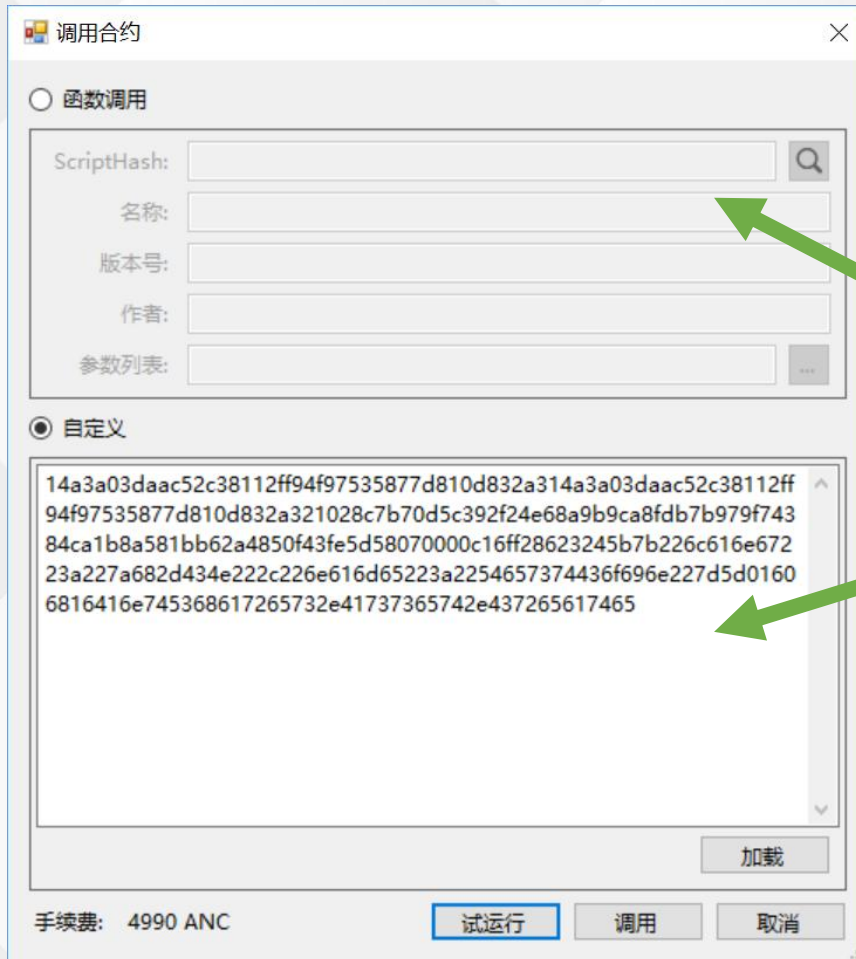 调用合约
函数调用
ScriptHash:
名称:
版本号:
作者:
参数列表:
...
自定义
14a3a03daac52c38112ff94f97535877d810d832a314a3a03daac52c38112ff
94f97535877d810d832a321028c7b70d5c392f24e68a9b9ca8fdb7b979f743
84ca1b8a581bb62a4850f43fe5d58070000c16ff28623245b7b226c616e672
23a227a682d434e222c226e616d65223a2254657374436f696e227d5d0160
6816416e745368617265732e41737365742e437265617465
加载
手续费: 4990 ANC
试运行
调用
取消